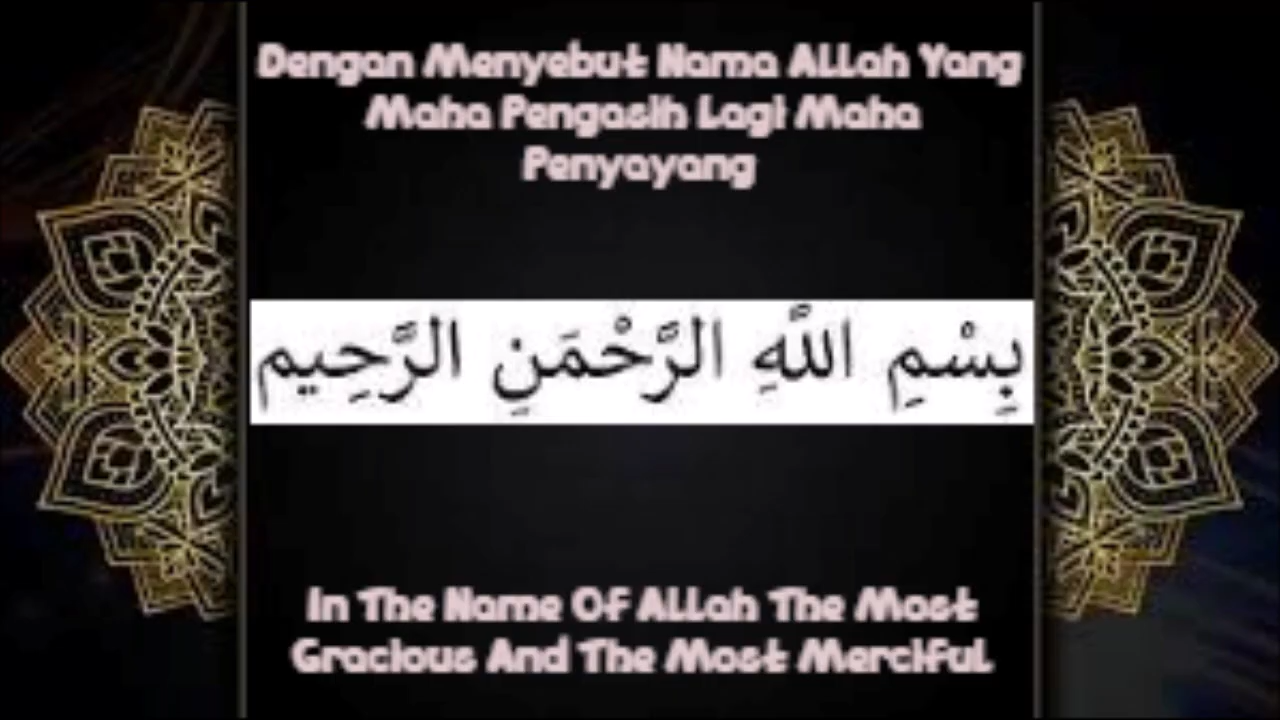 Dengan Menyebut Nama ALLah Yang
Maha Pengasih Lagi Maha
Penyayang
بِسْمِ اللَّهِ الرَّحْمَنِ الرَّحِيم
In The Name Of ALLah The Most
Gracious And The Most MercifuL